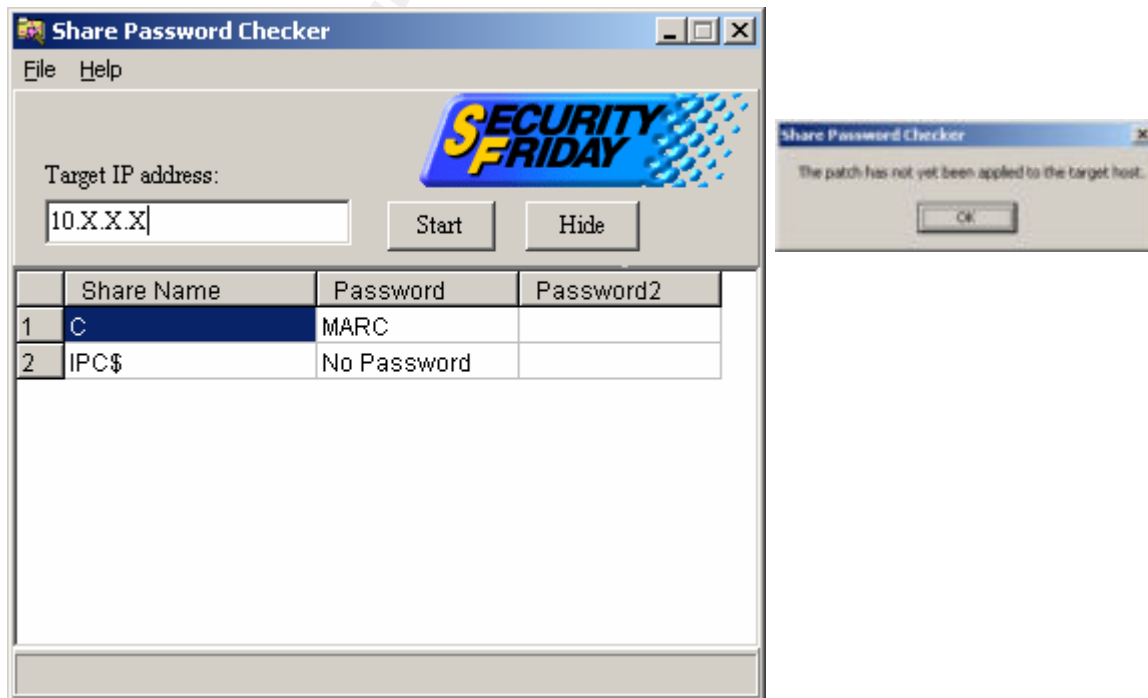 Share Password Checker
File Help
SECURITY
FRIDAY
Target IP address:
10.X.X.X
Start Hide
Share Name Password Password2
1 C MARC
2 IPC$ No Password
Share Password Checker
The patch has not yet been applied to the target host.
OK